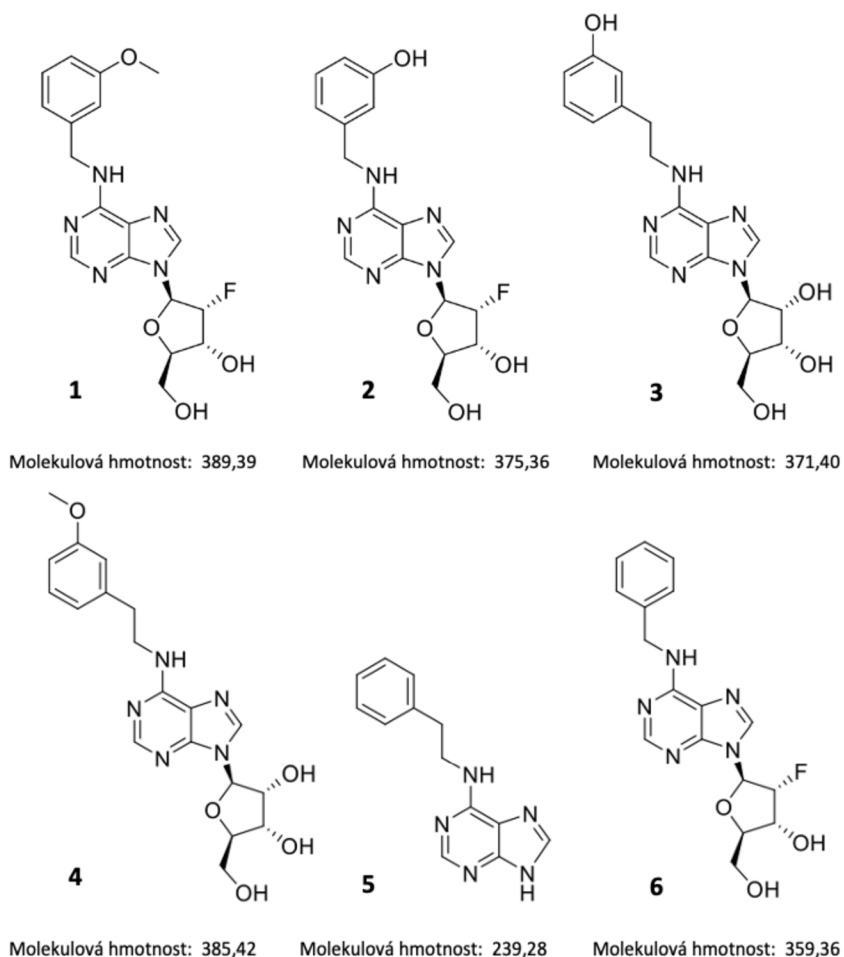 O
NH
N N
N N
F
O
OH
1
OH
Molekulová hmotnost: 389,39
OH
NH
N N
N N
F
O
OH
2
OH
Molekulová hmotnost: 375,36
OH
NH
N N
N N
OH
O
OH
3
OH
Molekulová hmotnost: 371,40
O
NH
N N
N N
OH
O
OH
4
OH
Molekulová hmotnost: 385,42
NH
N N
N N
H
5
Molekulová hmotnost: 239,28
NH
N N
N N
F
O
OH
6
OH
Molekulová hmotnost: 359,36